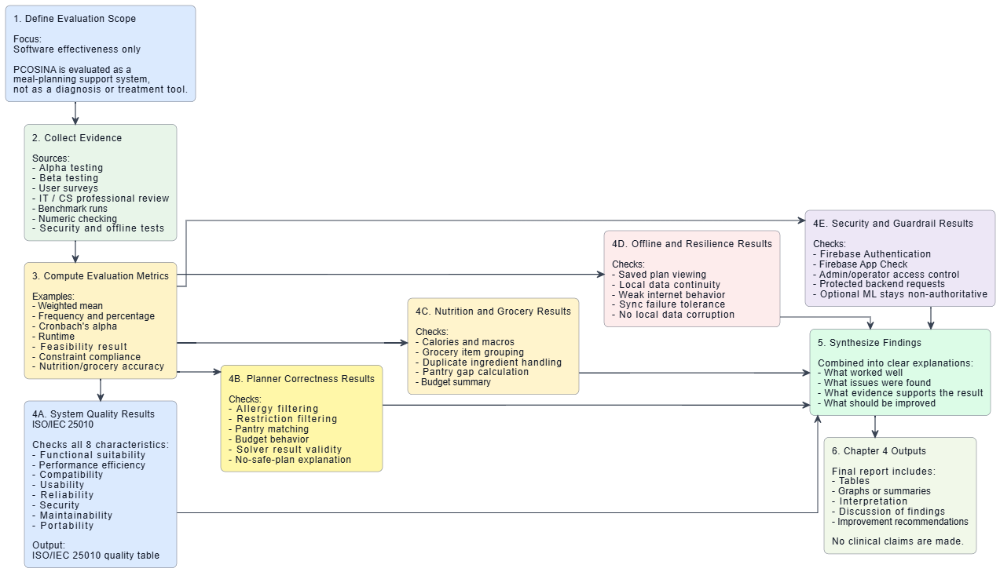 1. Define Evaluation Scope
Focus:
Software effectiveness only
PCOSINA is evaluated as a
meal-planning support system,
not as a diagnosis or treatment tool.
2. Collect Evidence
Sources:
- Alpha testing
- Beta testing
- User surveys
- IT / CS professional review
- Benchmark runs
- Numeric checking
- Security and offline tests
3. Compute Evaluation Metrics
Examples:
- Weighted mean
- Frequency and percentage
- Cronbach's alpha
- Runtime
- Feasibility result
- Constraint compliance
- Nutrition/grocery accuracy
4A. System Quality Results
ISO/IEC 25010
Checks all 8 characteristics:
- Functional suitability
- Performance efficiency
- Compatibility
- Usability
- Reliability
- Security
- Maintainability
- Portability
Output:
ISO/IEC 25010 quality table
4B. Planner Correctness Results
Checks:
- Allergy filtering
- Restriction filtering
- Pantry matching
- Budget behavior
- Solver result validity
- No-safe-plan explanation
4C. Nutrition and Grocery Results
Checks:
- Calories and macros
- Grocery item grouping
- Duplicate ingredient handling
- Pantry gap calculation
- Budget summary
4D. Offline and Resilience Results
Checks:
- Saved plan viewing
- Local data continuity
- Weak internet behavior
- Sync failure tolerance
- No local data corruption
4E. Security and Guardrail Results
Checks:
- Firebase Authentication
- Firebase App Check
- Admin/operator access control
- Protected backend requests
- Optional ML stays non-authoritative
5. Synthesize Findings
Combined into clear explanations:
- What worked well
- What issues were found
- What evidence supports the result
- What should be improved
6. Chapter 4 Outputs
Final report includes:
- Tables
- Graphs or summaries
- Interpretation
- Discussion of findings
- Improvement recommendations
No clinical claims are made.